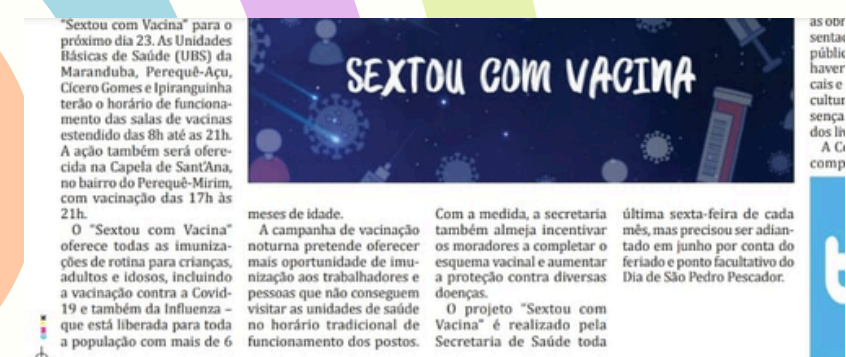 "Sextou com Vacina" para o
próximo dia 23. As Unidades
Básicas de Saúde (UBS) da
Maranduba, Perequê-Açu,
Cícero Gomes e Ipiranguinha
terão o horário de funciona-
mento das salas de vacinas
estendido das 8h até as 21h.
A ação também será ofere-
cida na Capela de Sant'Ana,
no bairro do Perequê-Mirim,
com vacinação das 17h às
21h.
O "Sextou com Vacina"
oferece todas as imuniza-
ções de rotina para crianças,
adultos e idosos, incluindo
a vacinação contra a Covid-
19 e também da Influenza –
que está liberada para toda
a população com mais de 6
SEXTOU COM VACINA
meses de idade.
A campanha de vacinação
noturna pretende oferecer
mais oportunidade de imu-
nização aos trabalhadores e
pessoas que não conseguem
visitar as unidades de saúde
no horário tradicional de
funcionamento dos postos.
Com a medida, a secretaria
também almeja incentivar
os moradores a completar o
esquema vacinal e aumentar
a proteção contra diversas
doenças.
O projeto "Sextou com
Vacina" é realizado pela
Secretaria de Saúde toda
última sexta-feira de cada
mês, mas precisou ser adian-
tado em junho por conta do
feriado e ponto facultativo do
Dia de São Pedro Pescador.
as obr
sentad
públic
haver
cais e
cultur
sença
dos liv
A Co
comp